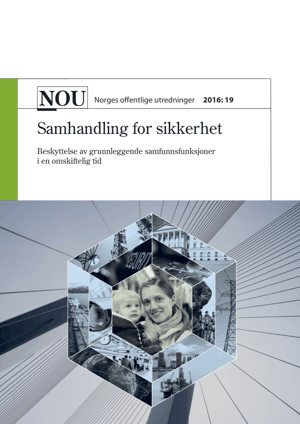 NOU
Norges offentlige utredninger 2016: 19
Samhandling for sikkerhet
Beskyttelse av grunnleggende samfunnsfunksjoner
i en omskiftelig tid